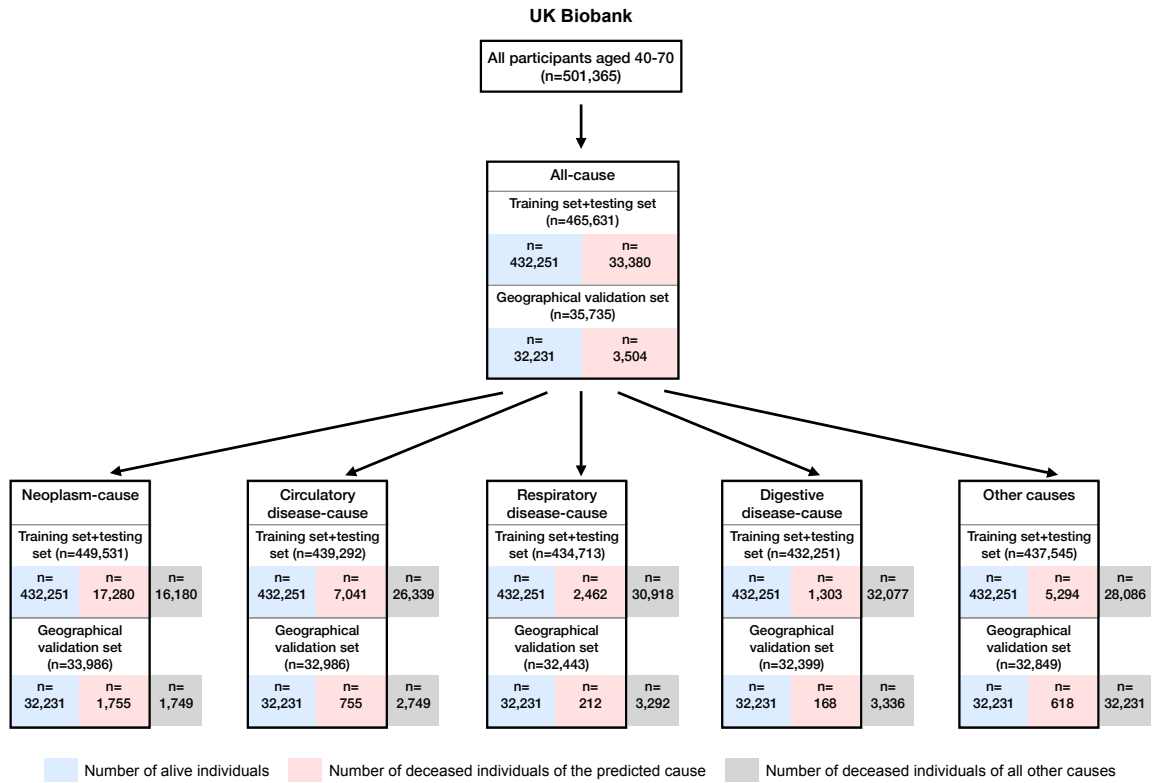 UK Biobank
All participants aged 40-70
(n=501,365)
All-cause
Training set+testing set
(n=465,631)
n=
432,251
n=
33,380
Geographical validation set
(n=35,735)
n=
32,231
n=
3,504
Neoplasm-cause
Training set+testing
set (n=449,531)
n=
432,251
n=
17,280
n=
16,180
Geographical
validation set
(n=33,986)
n=
32,231
n=
1,755
n=
1,749
Circulatory
disease-cause
Training set+testing
set (n=439,292)
n=
432,251
n=
7,041
n=
26,339
Geographical
validation set
(n=32,986)
n=
32,231
n=
755
n=
2,749
Respiratory
disease-cause
Training set+testing
set (n=434,713)
n=
432,251
n=
2,462
n=
30,918
Geographical
validation set
(n=32,443)
n=
32,231
n=
212
n=
3,292
Digestive
disease-cause
Training set+testing
set (n=432,251)
n=
432,251
n=
1,303
n=
32,077
Geographical
validation set
(n=32,399)
n=
32,231
n=
168
n=
3,336
Other causes
Training set+testing
set (n=437,545)
n=
432,251
n=
5,294
n=
28,086
Geographical
validation set
(n=32,849)
n=
32,231
n=
618
n=
32,231
Number of alive individuals
Number of deceased individuals of the predicted cause
Number of deceased individuals of all other causes